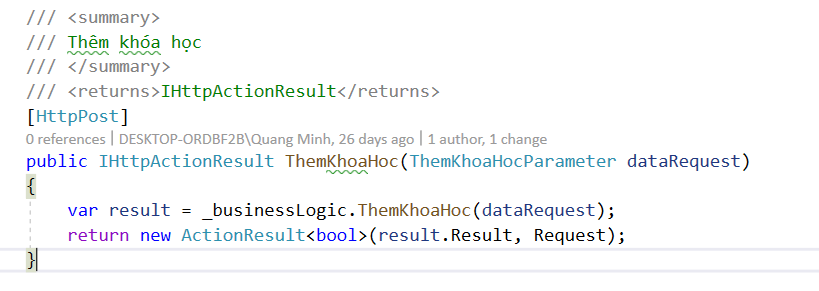 /// <summary>
/// Thêm khóa học
/// </summary>
/// <returns>IHttpActionResult</returns>
[HttpPost]
0 references | DESKTOP-ORDBF2B\Quang Minh, 26 days ago | 1 author, 1 change
public IHttpActionResult ThemKhoaHoc(ThemKhoaHocParameter dataRequest)
{
    var result = _businessLogic.ThemKhoaHoc(dataRequest);
    return new ActionResult<bool>(result.Result, Request);
}